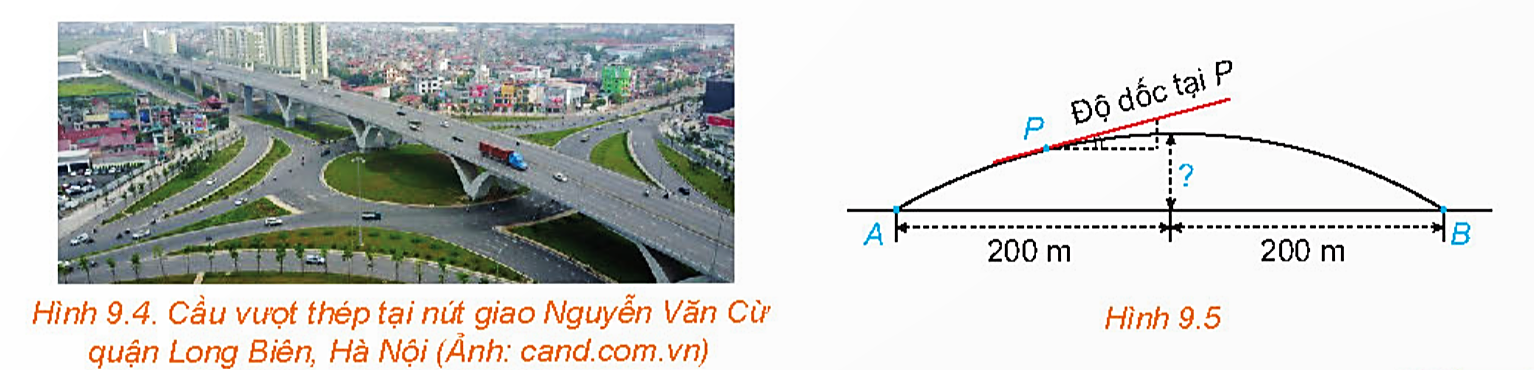 Hình 9.4. Cầu vượt thép tại nút giao Nguyễn Văn Cừ
quận Long Biên, Hà Nội (Ảnh: cand.com.vn)
Độ dốc tại P
P
?
A
200 m
200 m
B
Hình 9.5